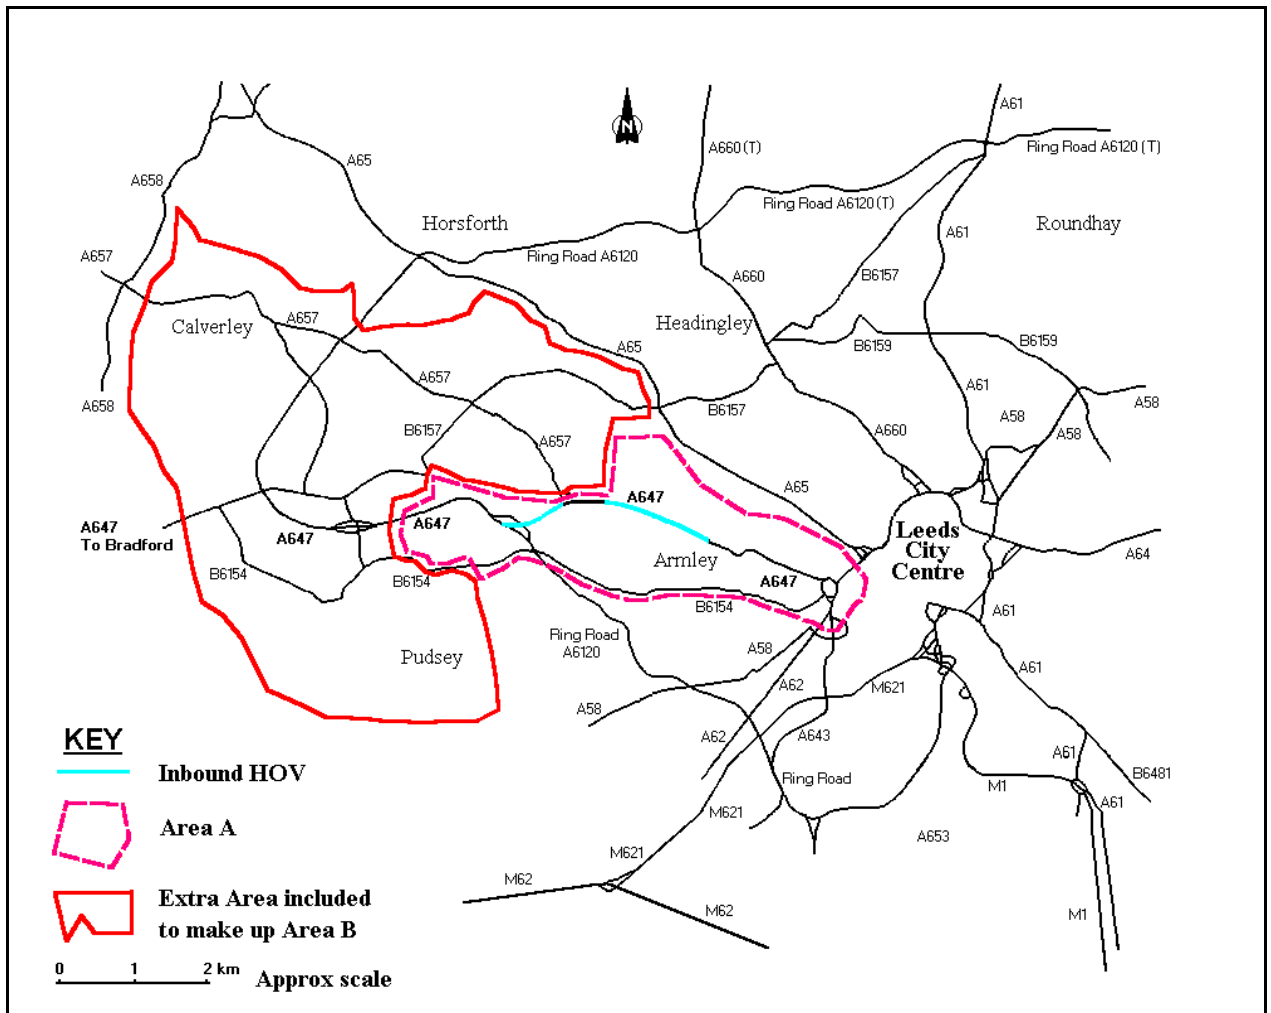 A61
N
A660(T)
Ring Road A6120(T)
A65
A658
Ring Road A6120(T)
Horsforth
Roundhay
A61
A657
Ring Road A6120
B6157
A660
Calverley
A657
Headingley
B6159
B6159
A65
A657
A61
A658
B6157
A58
A58
B6157
A660
A58
A657
A65
A647
A647
A647
To Bradford
A647
Leeds
City
Centre
A64
Armley
B6154
B6154
A647
B6154
A61
Ring Road
A6120
A58
Pudsey
A61
A62
M621
A58
A62
A643
KEY
A61
B6481
Inbound HOV
Ring Road
M1
A61
M621
Area A
A653
M621
M62
Extra Area included
to make up Area B
M62
M1
0 1 2 km
Approx scale